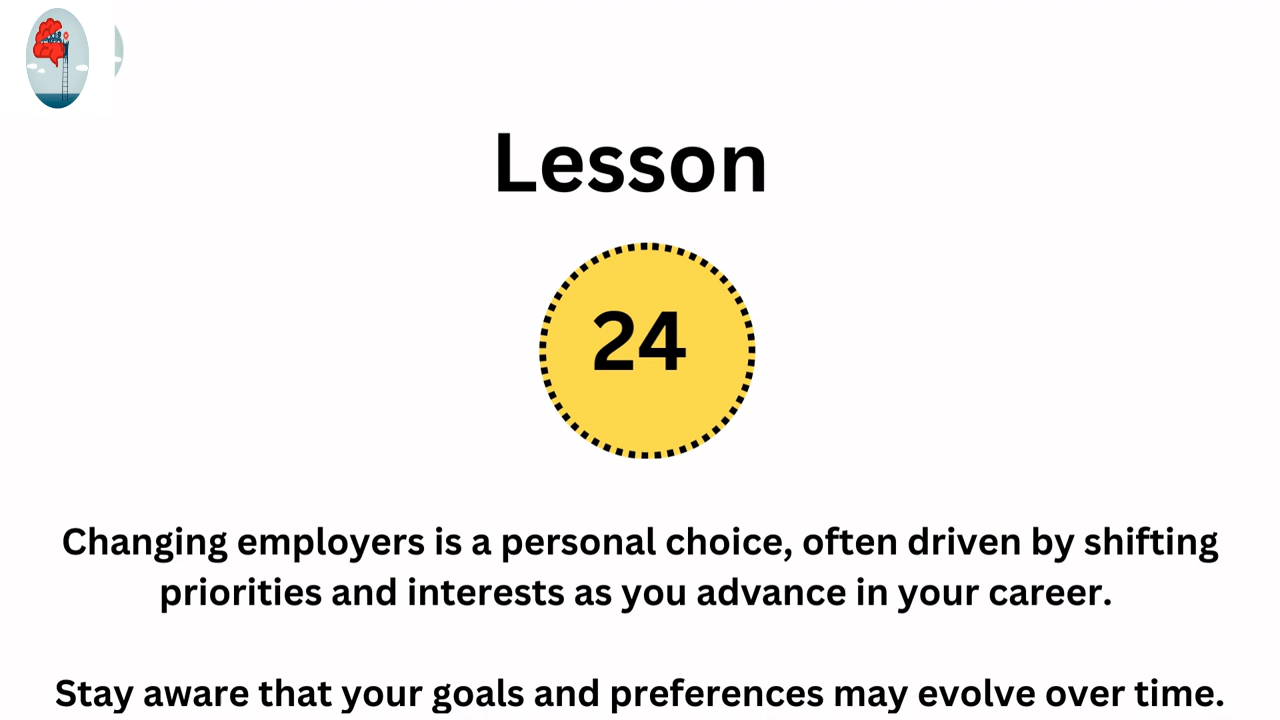 Lesson
24
Changing employers is a personal choice, often driven by shifting
priorities and interests as you advance in your career.
Stay aware that your goals and preferences may evolve over time.